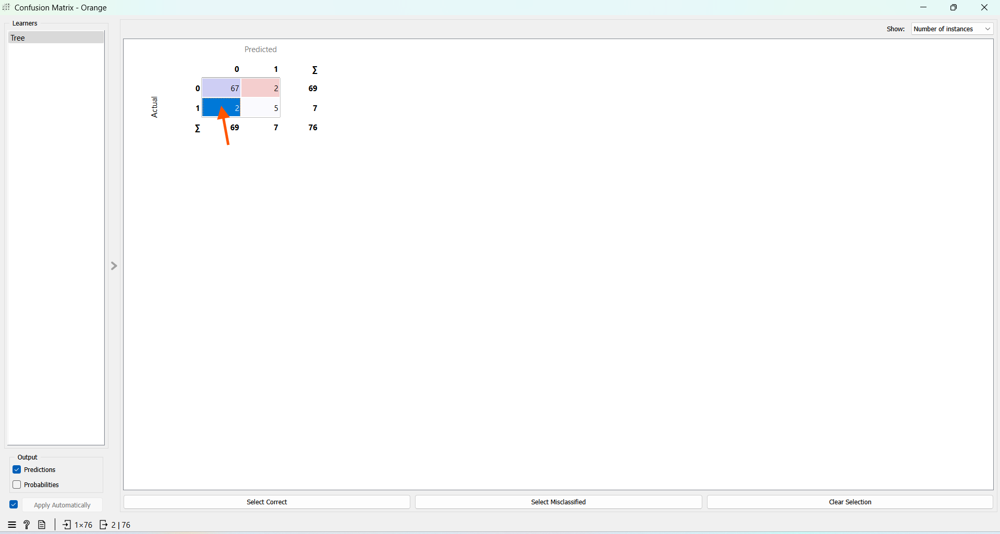 Confusion Matrix - Orange
Learners
Tree
Show: Number of instances
Predicted
0 1 Σ
0 67 2 69
Actual
1 2 5 7
Σ 69 7 76
Output
Predictions
Probabilities
Apply Automatically
Select Correct Select Misclassified Clear Selection
1×76 2 | 76